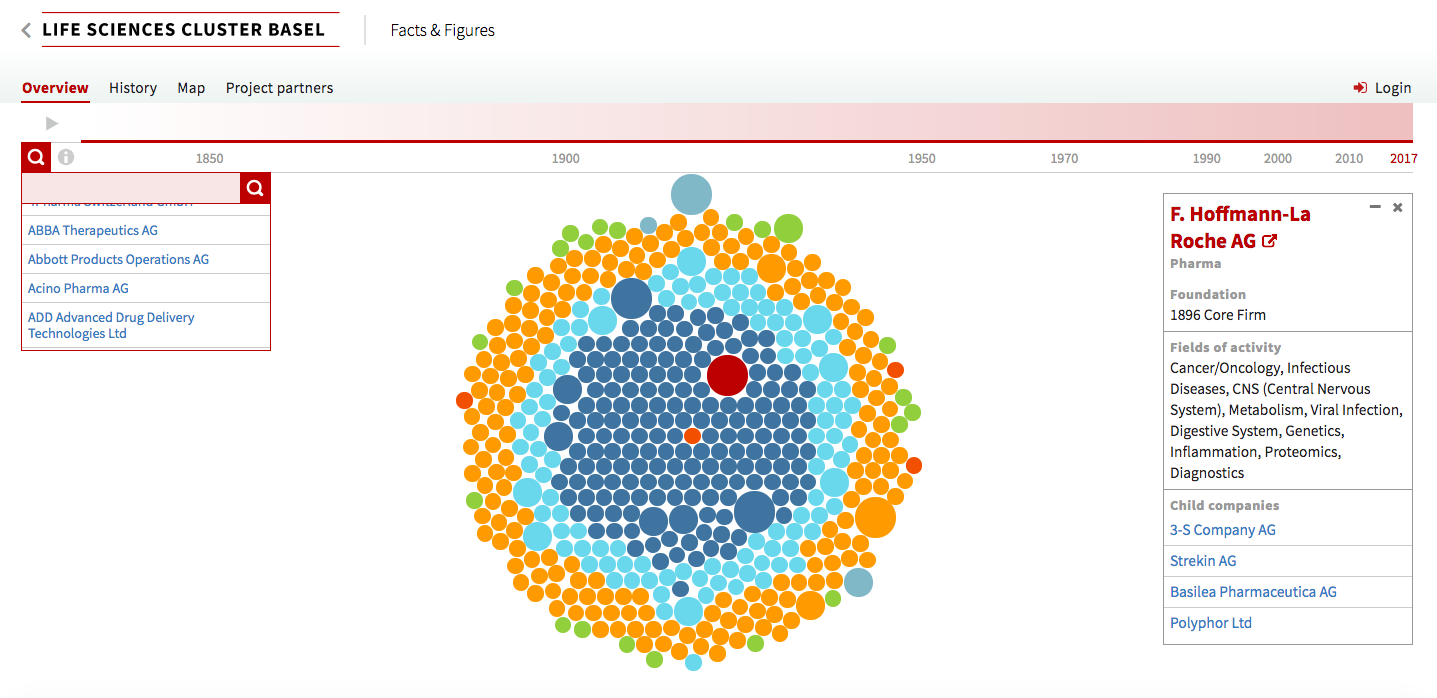 LIFE SCIENCES CLUSTER BASEL
Facts & Figures
Overview History Map Project partners
Login
1850 1900 1950 1970 1990 2000 2010 2017
ABBA Therapeutics AG
Abbott Products Operations AG
Acino Pharma AG
ADD Advanced Drug Delivery
Technologies Ltd
F. Hoffmann-La
Roche AG
Pharma
Foundation
1896 Core Firm
Fields of activity
Cancer/Oncology, Infectious
Diseases, CNS (Central Nervous
System), Metabolism, Viral Infection,
Digestive System, Genetics,
Inflammation, Proteomics,
Diagnostics
Child companies
3-S Company AG
Strekin AG
Basilea Pharmaceutica AG
Polyphor Ltd